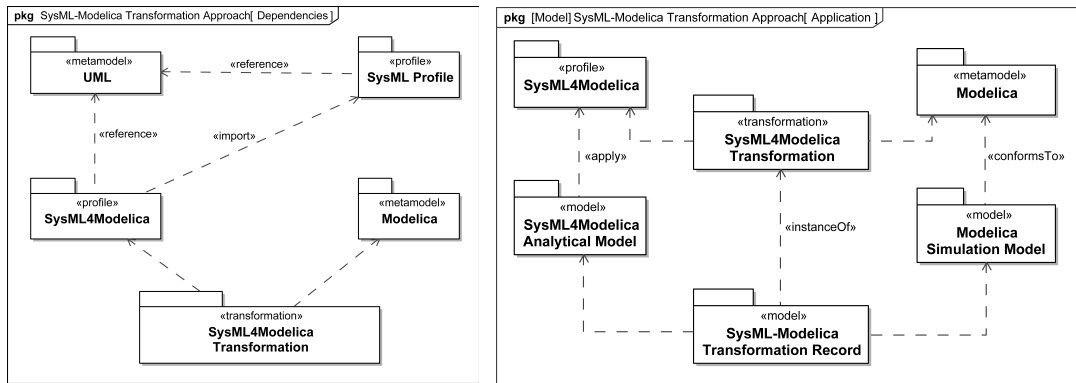 pkg SysML-Modelica Transformation Approach[ Dependencies]
«metamodel»
UML
«reference»
«profile»
SysML Profile
«reference»
«import»
«profile»
SysML4Modelica
«metamodel»
Modelica
«transformation»
SysML4Modelica
Transformation
pkg [Model] SysML-Modelica Transformation Approach[ Application ]
«profile»
SysML4Modelica
«metamodel»
Modelica
«transformation»
SysML4Modelica
Transformation
«apply»
«conformsTo»
«model»
SysML4Modelica
Analytical Model
«instanceOf»
«model»
Modelica
Simulation Model
«model»
SysML-Modelica
Transformation Record